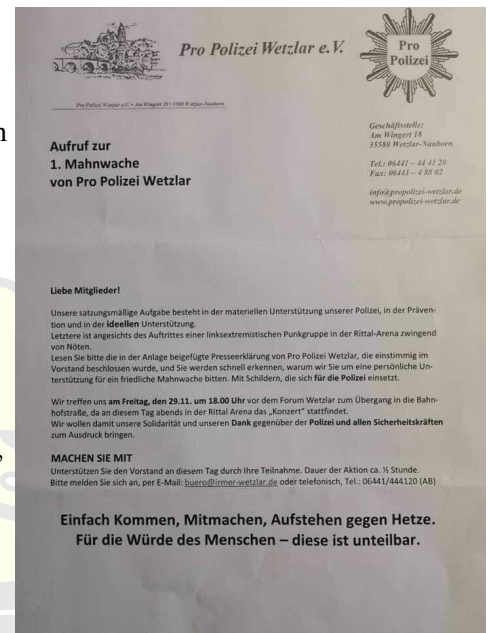 Pro Polizei Wetzlar e.V.
Pro
Polizei
Pro Polizei Wetzlar e.V. • Am Wingert 18 • 35580 Wetzlar-Nauborn
Geschäftsstelle:
Am Wingert 18
35580 Wetzlar-Nauborn
Tel.: 06441 – 44 41 20
Fax: 06441 – 4 88 02
info@propolizei-wetzlar.de
www.propolizei-wetzlar.de
Aufruf zur
1. Mahnwache
von Pro Polizei Wetzlar
Liebe Mitglieder!
Unsere satzungsmäßige Aufgabe besteht in der materiellen Unterstützung unserer Polizei, in der Präven-
tion und in der ideellen Unterstützung.
Letztere ist angesichts des Auftrittes einer linksextremistischen Punkgruppe in der Rittal-Arena zwingend
von Nöten.
Lesen Sie bitte die in der Anlage beigefügte Presseerklärung von Pro Polizei Wetzlar, die einstimmig im
Vorstand beschlossen wurde, und Sie werden schnell erkennen, warum wir Sie um eine persönliche Un-
terstützung für ein friedliche Mahnwache bitten. Mit Schildern, die sich für die Polizei einsetzt.
Wir treffen uns am Freitag, den 29.11. um 18.00 Uhr vor dem Forum Wetzlar zum Übergang in die Bahn-
hofstraße, da an diesem Tag abends in der Rittal Arena das „Konzert" stattfindet.
Wir wollen damit unsere Solidarität und unseren Dank gegenüber der Polizei und allen Sicherheitskräften
zum Ausdruck bringen.
MACHEN SIE MIT
Unterstützen Sie den Vorstand an diesem Tag durch Ihre Teilnahme. Dauer der Aktion ca. ½ Stunde.
Bitte melden Sie sich an, per E-Mail: buero@irmer-wetzlar.de oder telefonisch, Tel.: 06441/444120 (AB)
Einfach Kommen, Mitmachen, Aufstehen gegen Hetze.
Für die Würde des Menschen – diese ist unteilbar.